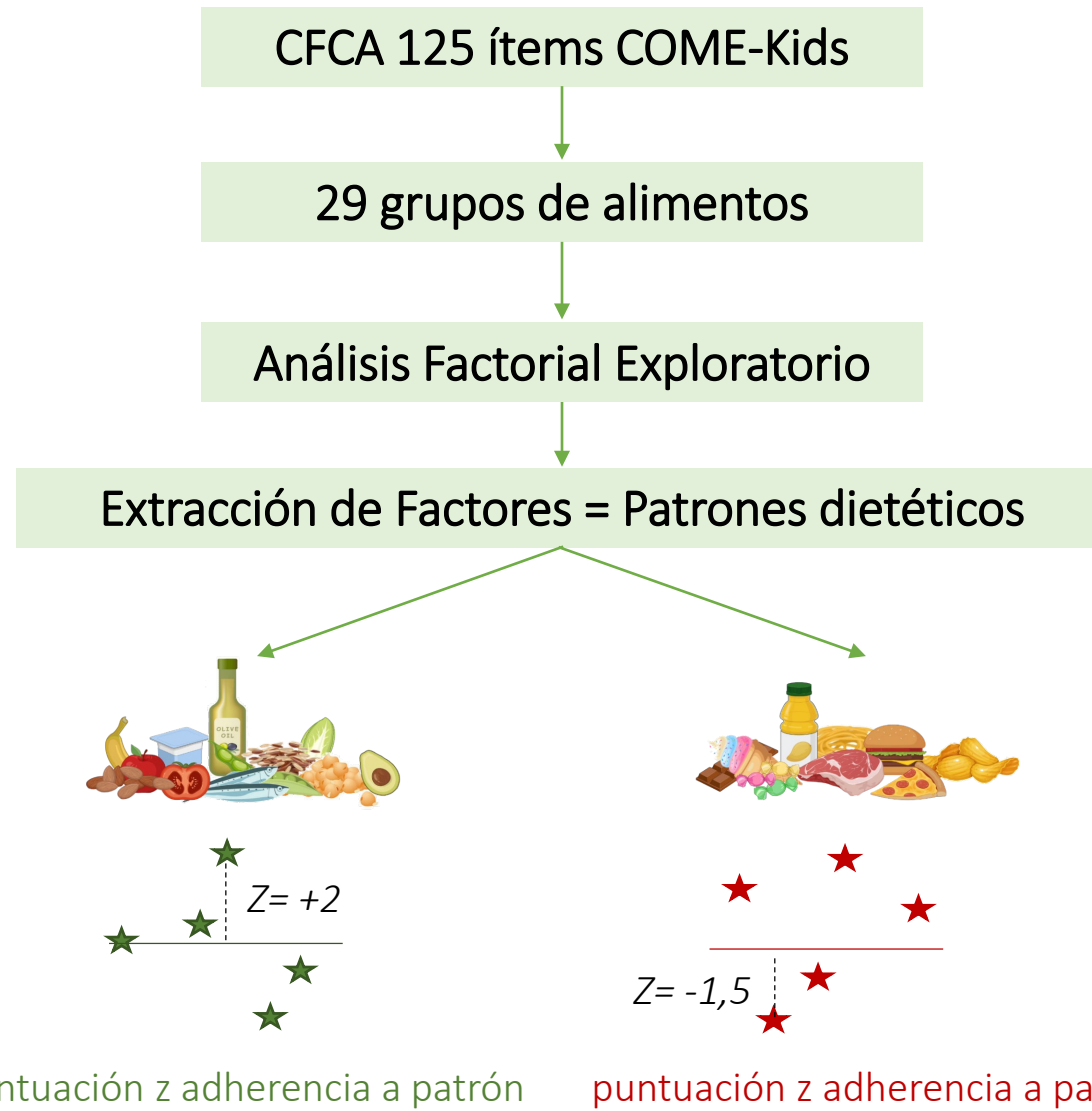 CFCA 125 ítems COME-Kids
29 grupos de alimentos
Análisis Factorial Exploratorio
Extracción de Factores = Patrones dietéticos
OLIVE
OIL
Z= +2
Z= -1,5
ntuación z adherencia a patrón
puntuación z adherencia a pa